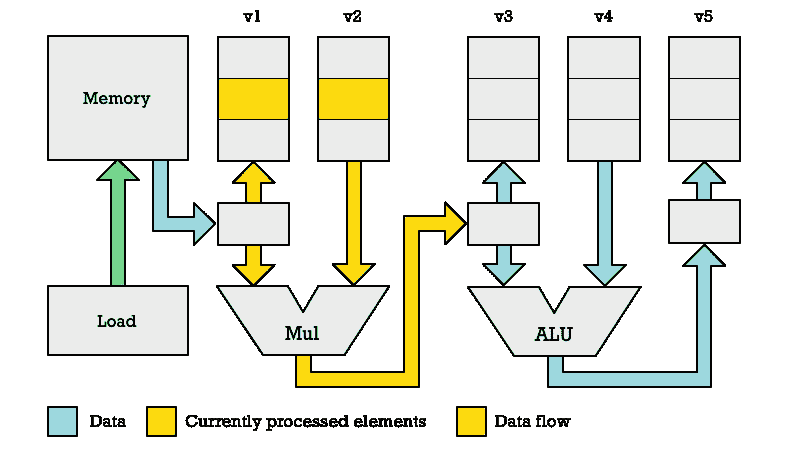 v1 v2 v3 v4 v5
Memory
Load
Mul
ALU
Data Currently processed elements Data flow